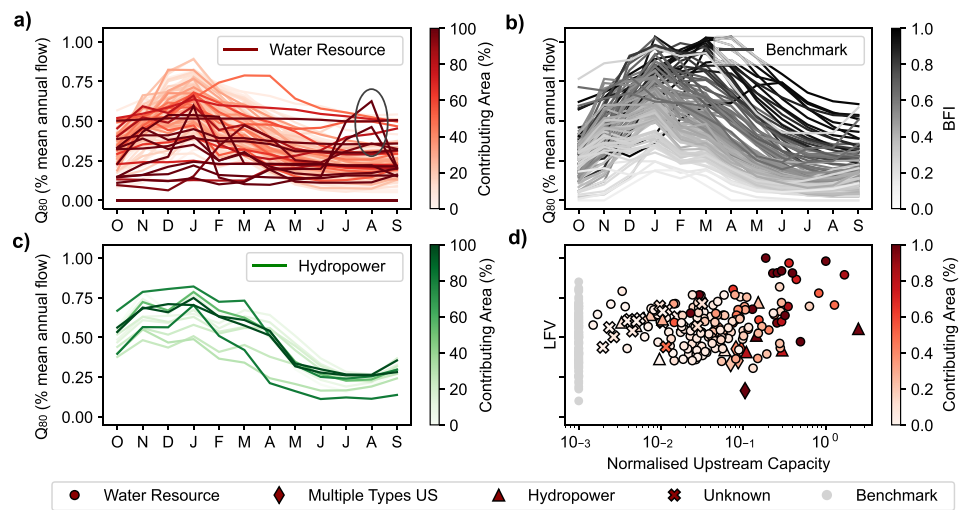 a)
Q₈₀ (% mean annual flow)
1.00
0.75
0.50
0.25
0.00
Water Resource
O N D J F M A M J J A S
100
80
60
40
20
0
Contributing Area (%)
b)
Q₈₀ (% mean annual flow)
Benchmark
O N D J F M A M J J A S
1.0
0.8
0.6
0.4
0.2
0.0
BFI
c)
Q₈₀ (% mean annual flow)
1.00
0.75
0.50
0.25
0.00
Hydropower
O N D J F M A M J J A S
100
80
60
40
20
0
Contributing Area (%)
d)
LFV
10⁻³ 10⁻² 10⁻¹ 10⁰
Normalised Upstream Capacity
1.0
0.8
0.6
0.4
0.2
0.0
Contributing Area (%)
Water Resource Multiple Types US Hydropower Unknown Benchmark